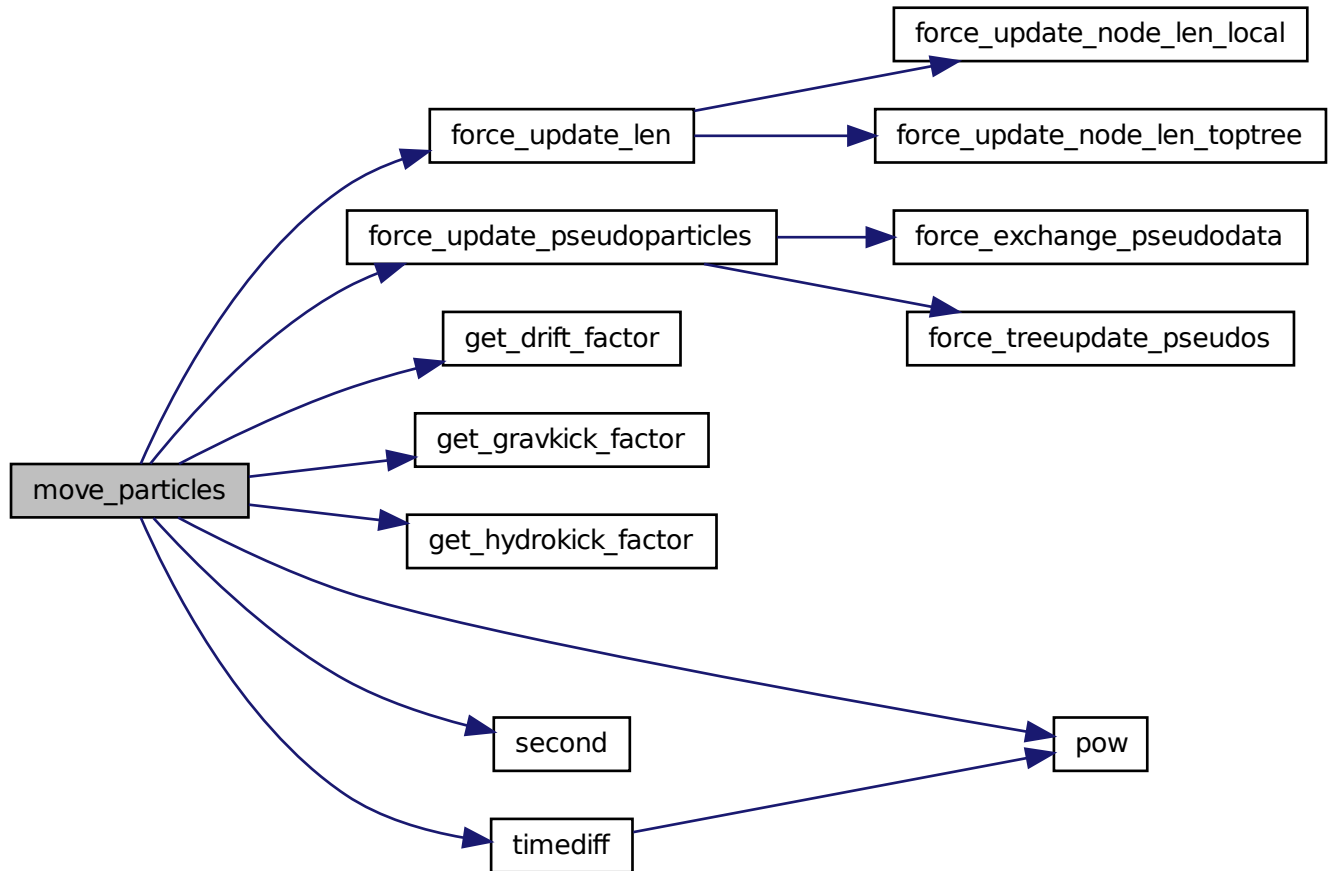 force_update_node_len_local
force_update_len
force_update_node_len_toptree
force_update_pseudoparticles
force_exchange_pseudodata
get_drift_factor
force_treeupdate_pseudos
get_gravkick_factor
move_particles
get_hydrokick_factor
second
pow
timediff